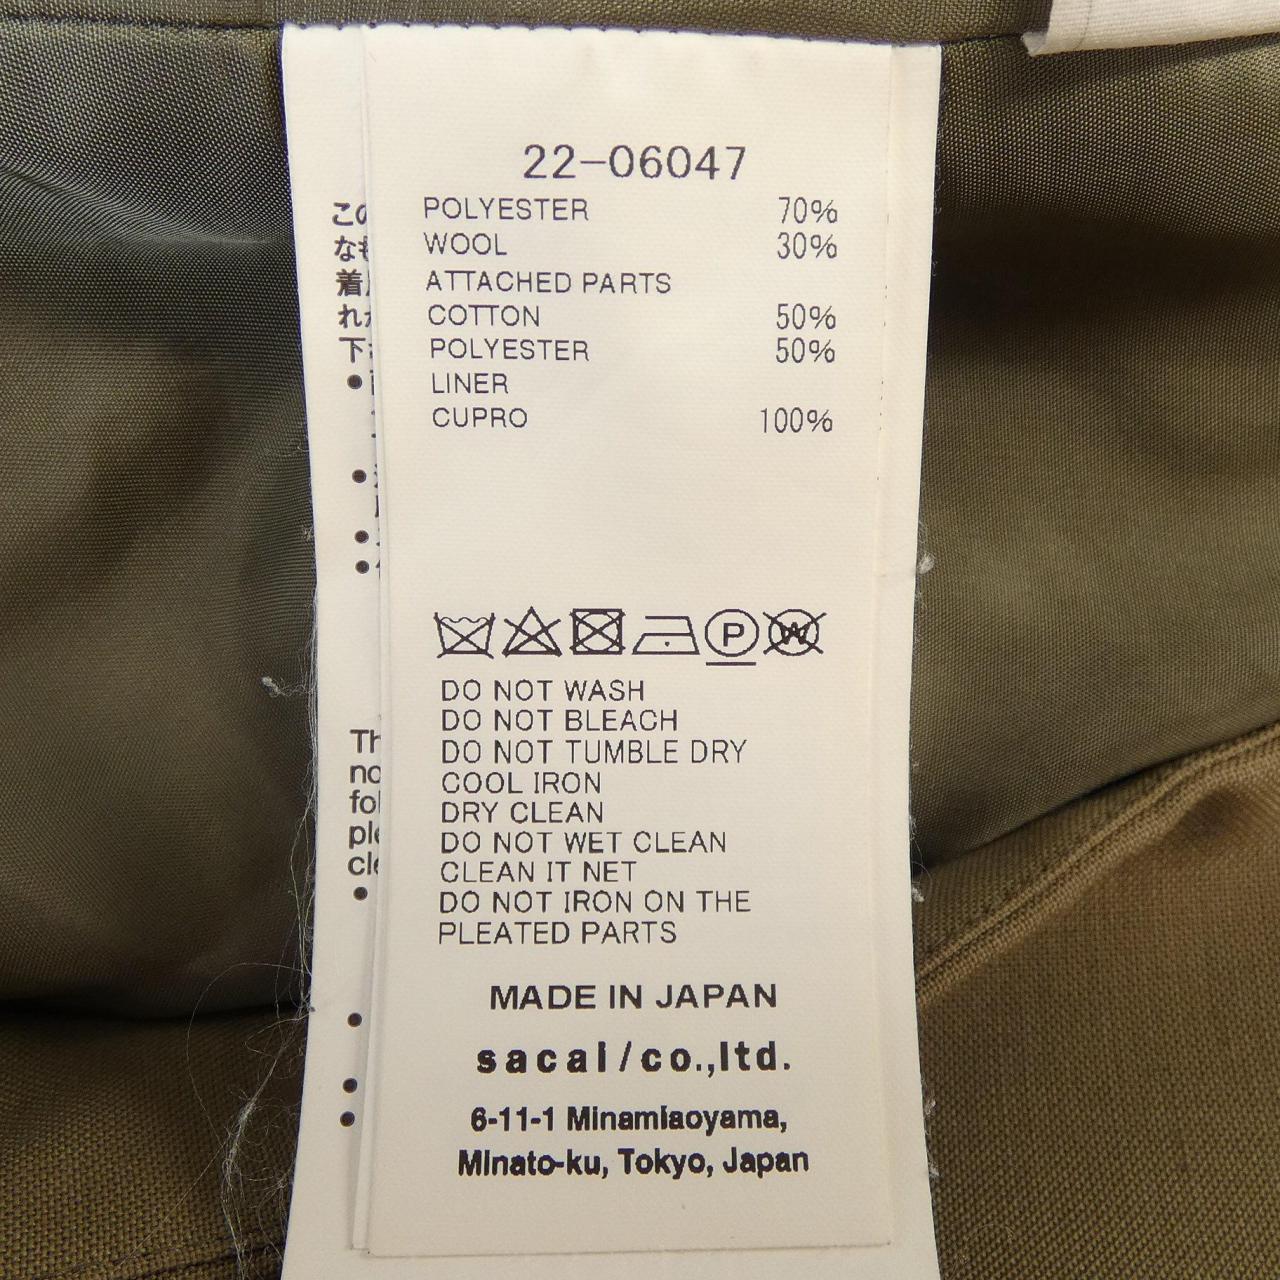 22-06047
POLYESTER 70%
WOOL 30%
ATTACHED PARTS
COTTON 50%
POLYESTER 50%
LINER
CUPRO 100%
P W
DO NOT WASH
DO NOT BLEACH
DO NOT TUMBLE DRY
COOL IRON
DRY CLEAN
DO NOT WET CLEAN
CLEAN IT NET
DO NOT IRON ON THE
PLEATED PARTS
MADE IN JAPAN
sacai/co.,ltd.
6-11-1 Minamiaoyama,
Minato-ku, Tokyo, Japan